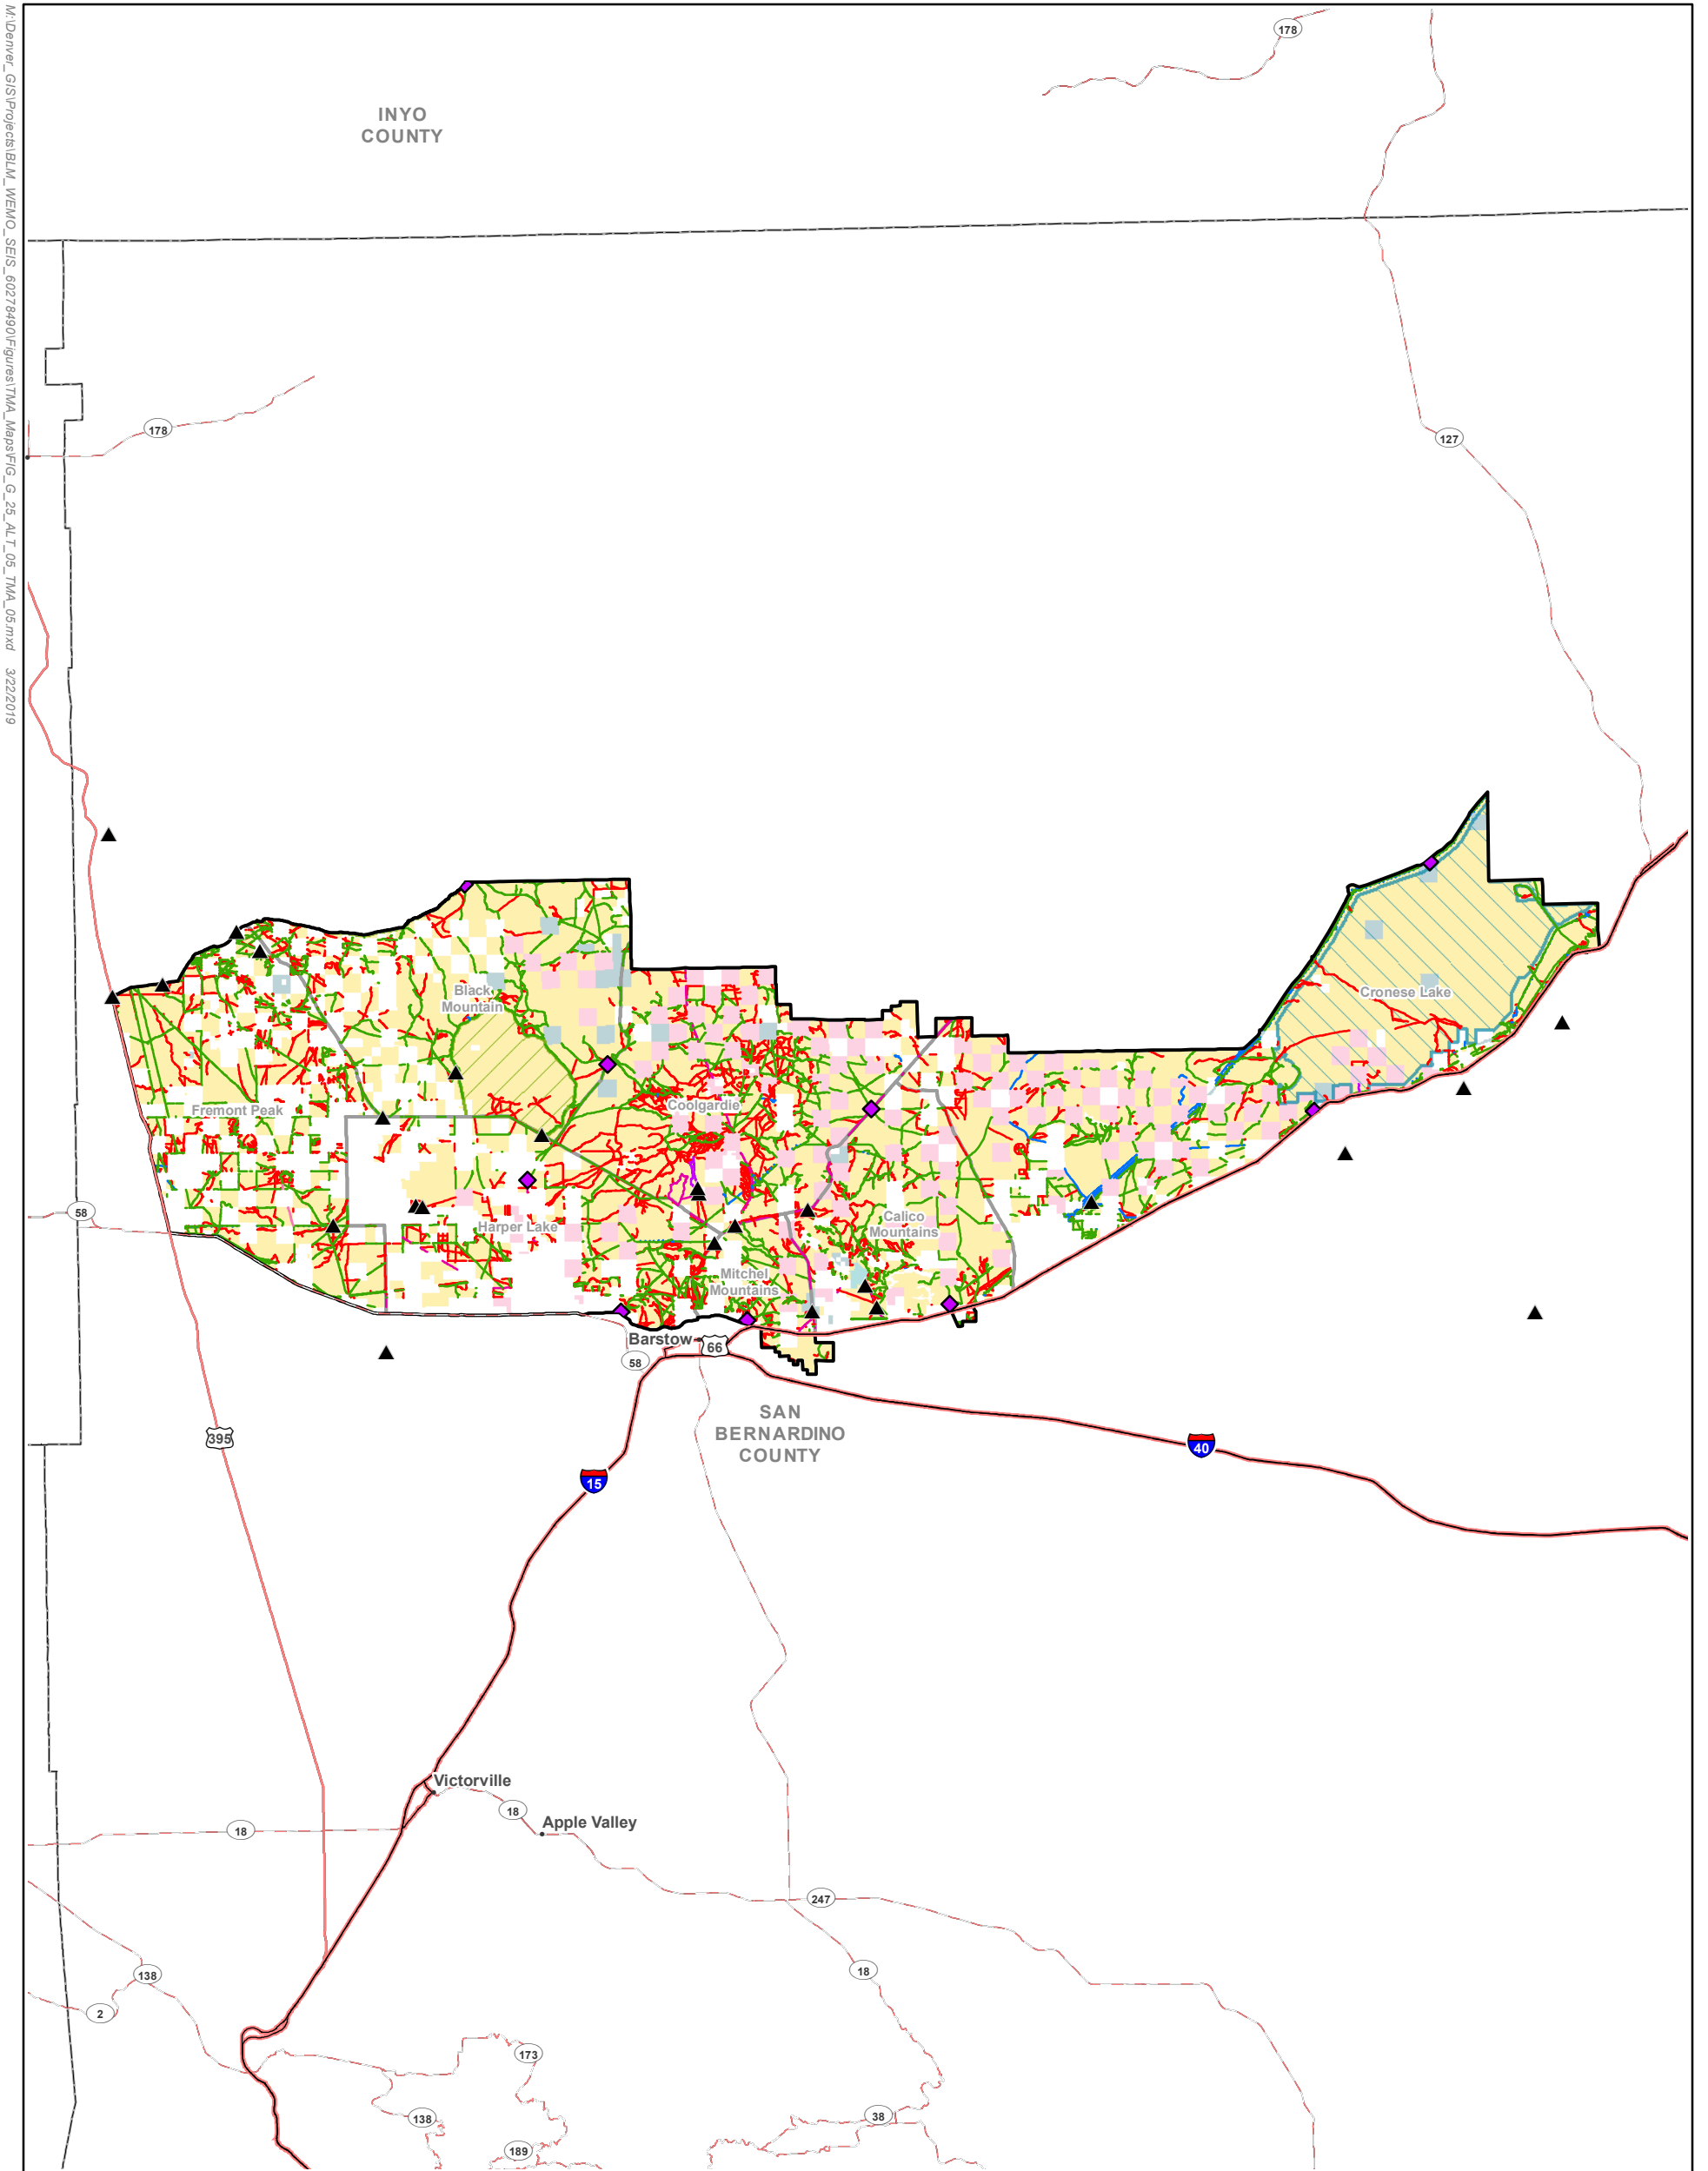 M:\Denver_GIS\Projects\BLM_WEMO_SEIS_60278490\Figures\TMA_Maps\FIG_G_25_ALT_05_TMA_05.mxd 3/22/2019
178
INYO
COUNTY
178
127
Black
Mountain
Cronese Lake
Fremont Peak
Coolgardie
58
Harper Lake
Calico
Mountains
Mitchel
Mountains
Barstow
66
58
SAN
BERNARDINO
COUNTY
395
40
15
Victorville
18
Apple Valley
18
247
18
138
2
173
138
38
189